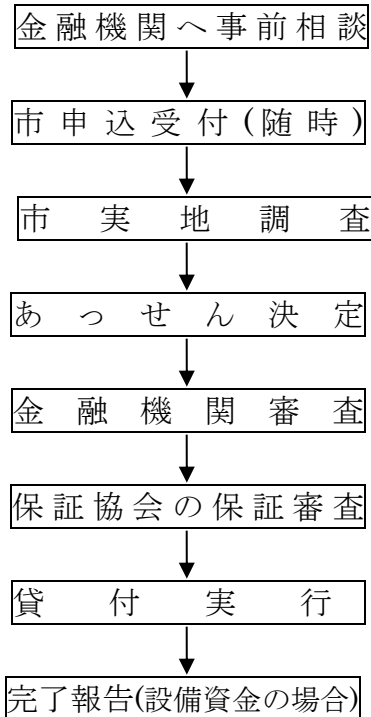 金融機関へ事前相談
市申込受付(随時)
市実地調査
あっせん決定
金融機関審査
保証協会の保証審査
貸付実行
完了報告(設備資金の場合)